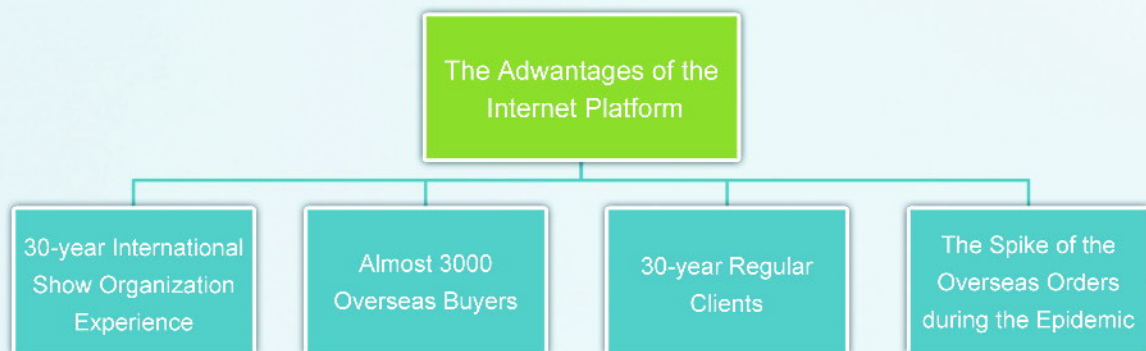 The Adwantages of the
Internet Platform
30-year International
Show Organization
Experience
Almost 3000
Overseas Buyers
30-year Regular
Clients
The Spike of the
Overseas Orders
during the Epidemic